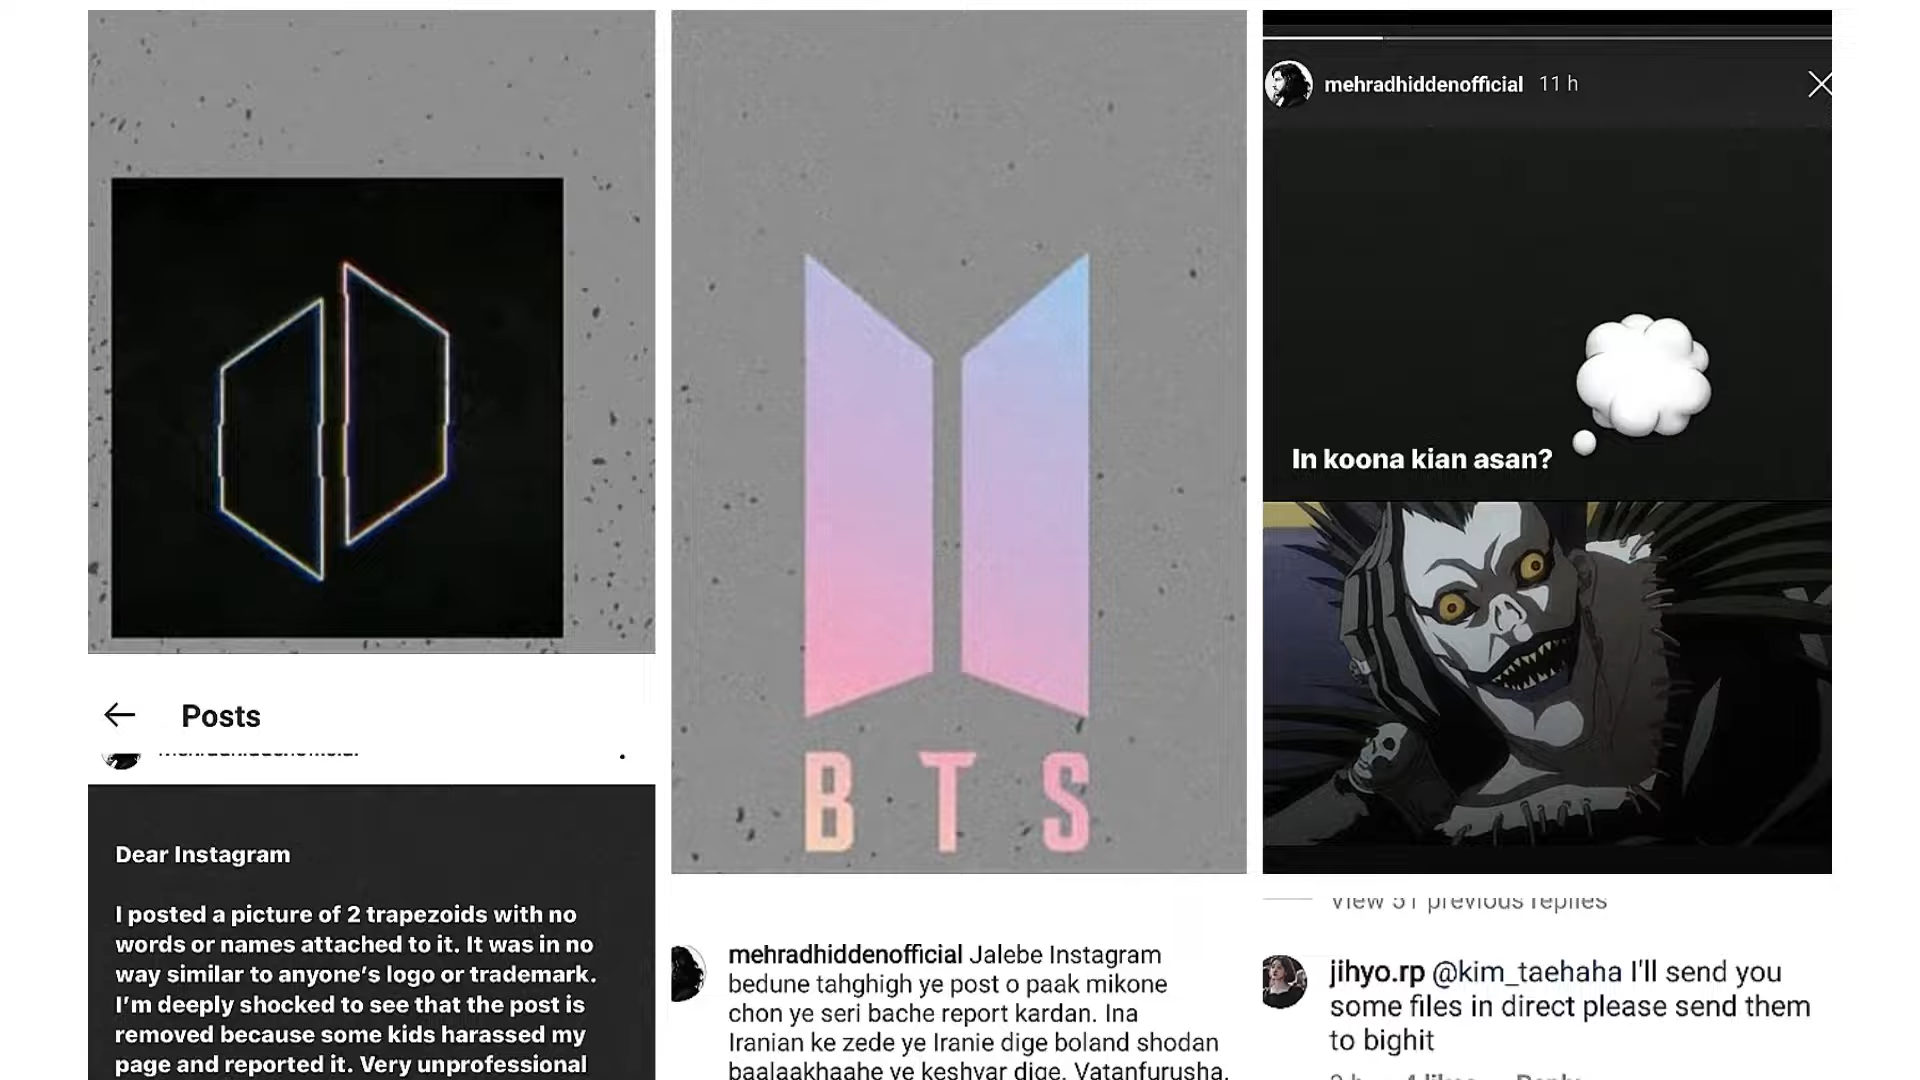 Posts
Dear Instagram
I posted a picture of 2 trapezoids with no
words or names attached to it. It was in no
way similar to anyone's logo or trademark.
I'm deeply shocked to see that the post is
removed because some kids harassed my
page and reported it. Very unprofessional
B T S
mehradhiddenofficial Jalebe Instagram
bedune tahghigh ye post o paak mikone
chon ye seri bache report kardan. Ina
Iranian ke zede ye Iranie dige boland shodan
baalaakhaahe ye keshvar dige. Vatanfurusha.
mehradhiddenofficial 11 h
In koona kian asan?
View 51 previous replies
jihyo.rp @kim_taehaha I'll send you
some files in direct please send them
to bighit